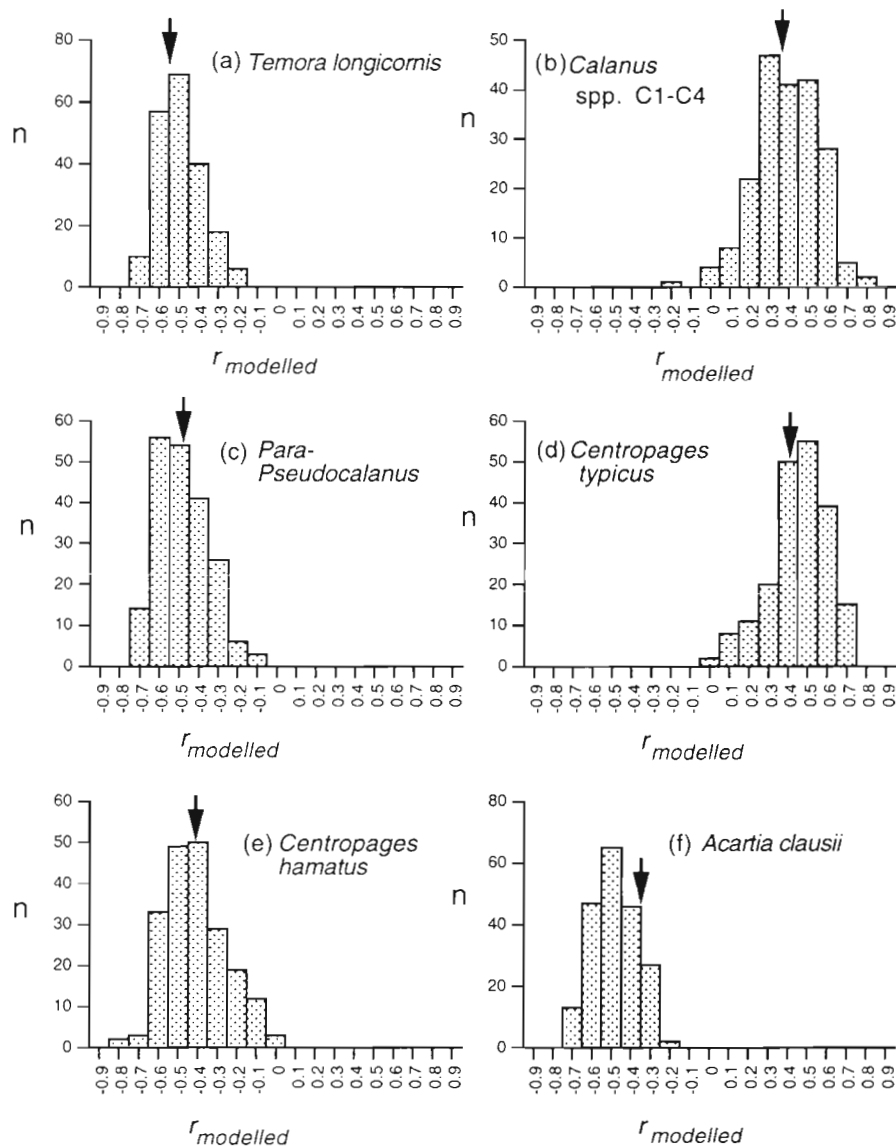 80
60
40
20
0
n
(a) Temora longicornis
-0.9 -0.8 -0.7 -0.6 -0.5 -0.4 -0.3 -0.2 -0.1 0 0.1 0.2 0.3 0.4 0.5 0.6 0.7 0.8 0.9
r modelled
50
40
30
20
10
0
n
(b) Calanus
spp. C1-C4
-0.9 -0.8 -0.7 -0.6 -0.5 -0.4 -0.3 -0.2 -0.1 0 0.1 0.2 0.3 0.4 0.5 0.6 0.7 0.8 0.9
r modelled
60
50
40
30
20
10
0
n
(c) Para-
Pseudocalanus
-0.9 -0.8 -0.7 -0.6 -0.5 -0.4 -0.3 -0.2 -0.1 0 0.1 0.2 0.3 0.4 0.5 0.6 0.7 0.8 0.9
r modelled
60
50
40
30
20
10
0
n
(d) Centropages
typicus
-0.9 -0.8 -0.7 -0.6 -0.5 -0.4 -0.3 -0.2 -0.1 0 0.1 0.2 0.3 0.4 0.5 0.6 0.7 0.8 0.9
r modelled
60
50
40
30
20
10
0
n
(e) Centropages
hamatus
-0.9 -0.8 -0.7 -0.6 -0.5 -0.4 -0.3 -0.2 -0.1 0 0.1 0.2 0.3 0.4 0.5 0.6 0.7 0.8 0.9
r modelled
80
60
40
20
0
n
(f) Acartia clausii
-0.9 -0.8 -0.7 -0.6 -0.5 -0.4 -0.3 -0.2 -0.1 0 0.1 0.2 0.3 0.4 0.5 0.6 0.7 0.8 0.9
r modelled